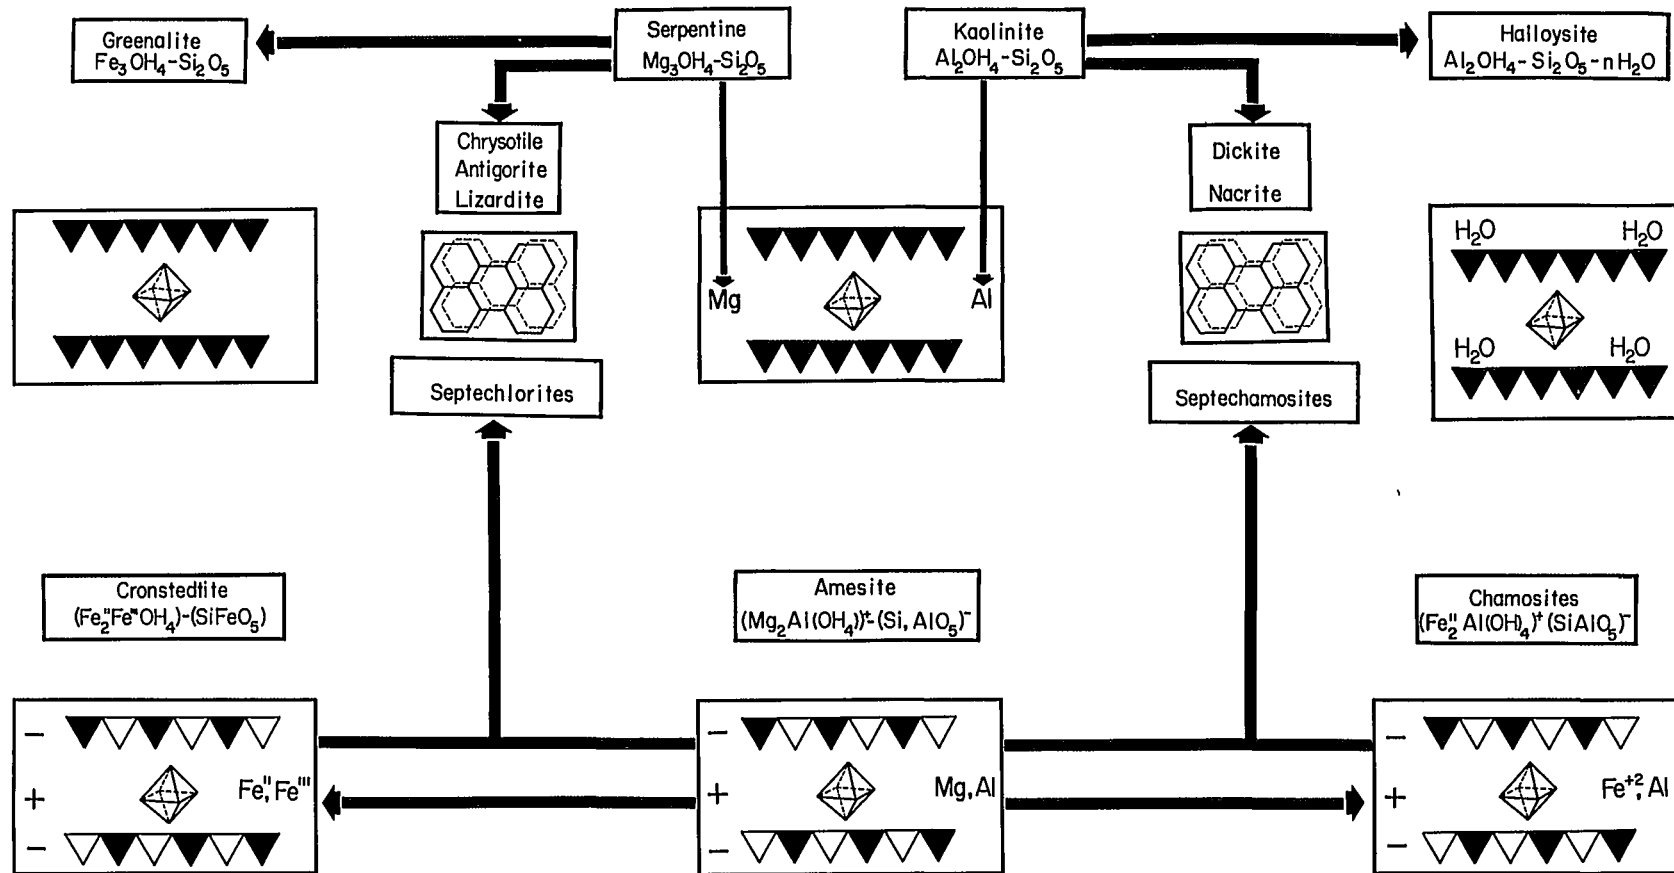 Greenalite
Fe₃OH₄-Si₂O₅
Serpentine
Mg₃OH₄-Si₂O₅
Kaolinite
Al₂OH₄-Si₂O₅
Halloysite
Al₂OH₄-Si₂O₅-nH₂O
Chrysotile
Antigorite
Lizardite
Dickite
Nacrite
Mg
Al
H₂O H₂O
H₂O H₂O
Septechlorites
Septechamosites
Cronstedtite
(Fe₂"Fe'''OH₄)-(SiFeO₅)
Amesite
(Mg₂Al(OH₄))⁺-(Si,AlO₅)⁻
Chamosites
(Fe₂"Al(OH)₄)⁺(SiAlO₅)⁻
-
+ Fe",Fe'''
-
-
+ Mg,Al
-
-
+ Fe⁺²,Al
-